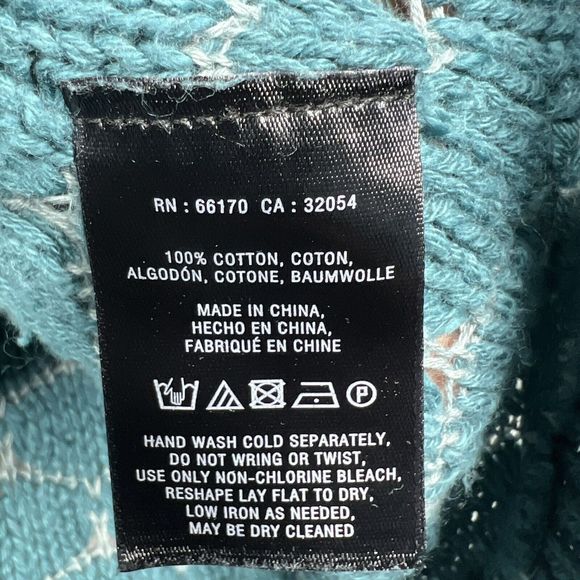 RN : 66170 CA : 32054
100% COTTON, COTON,
ALGODÓN, COTONE, BAUMWOLLE
MADE IN CHINA,
HECHO EN CHINA,
FABRIQUÉ EN CHINE
P
HAND WASH COLD SEPARATELY,
DO NOT WRING OR TWIST,
USE ONLY NON-CHLORINE BLEACH,
RESHAPE LAY FLAT TO DRY,
LOW IRON AS NEEDED,
MAY BE DRY CLEANED